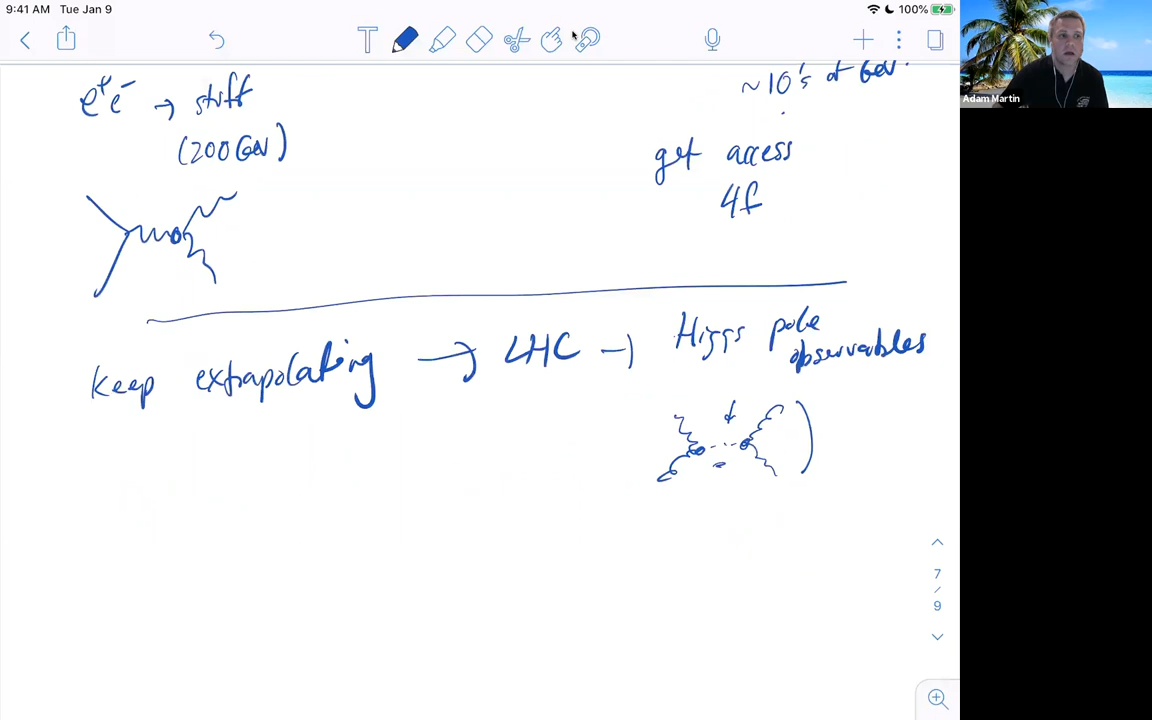 9:41 AM Tue Jan 9
100%
Adam Martin
e+e- → stuff
(200 GeV)
~10's of GeV.
get access
4f
keep extrapolating → LHC → Higgs pole
observables
7
/
9